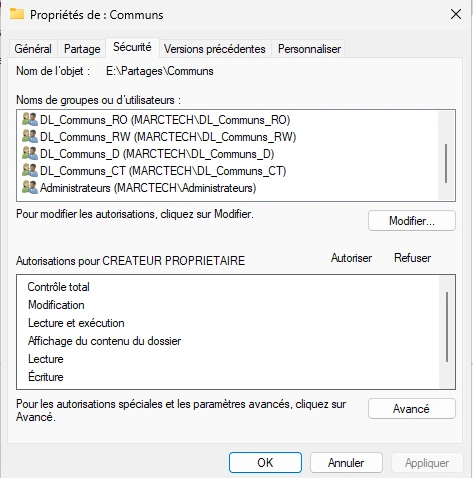 Propriétés de : Communs
Général Partage Sécurité Versions précédentes Personnaliser
Nom de l'objet : E:\Partages\Communs
Noms de groupes ou d'utilisateurs :
DL_Communs_RO (MARCTECH\DL_Communs_RO)
DL_Communs_RW (MARCTECH\DL_Communs_RW)
DL_Communs_D (MARCTECH\DL_Communs_D)
DL_Communs_CT (MARCTECH\DL_Communs_CT)
Administrateurs (MARCTECH\Administrateurs)
Pour modifier les autorisations, cliquez sur Modifier.
Modifier...
Autorisations pour CREATEUR PROPRIETAIRE Autoriser Refuser
Contrôle total
Modification
Lecture et exécution
Affichage du contenu du dossier
Lecture
Écriture
Pour les autorisations spéciales et les paramètres avancés, cliquez sur
Avancé.
Avancé
OK Annuler Appliquer